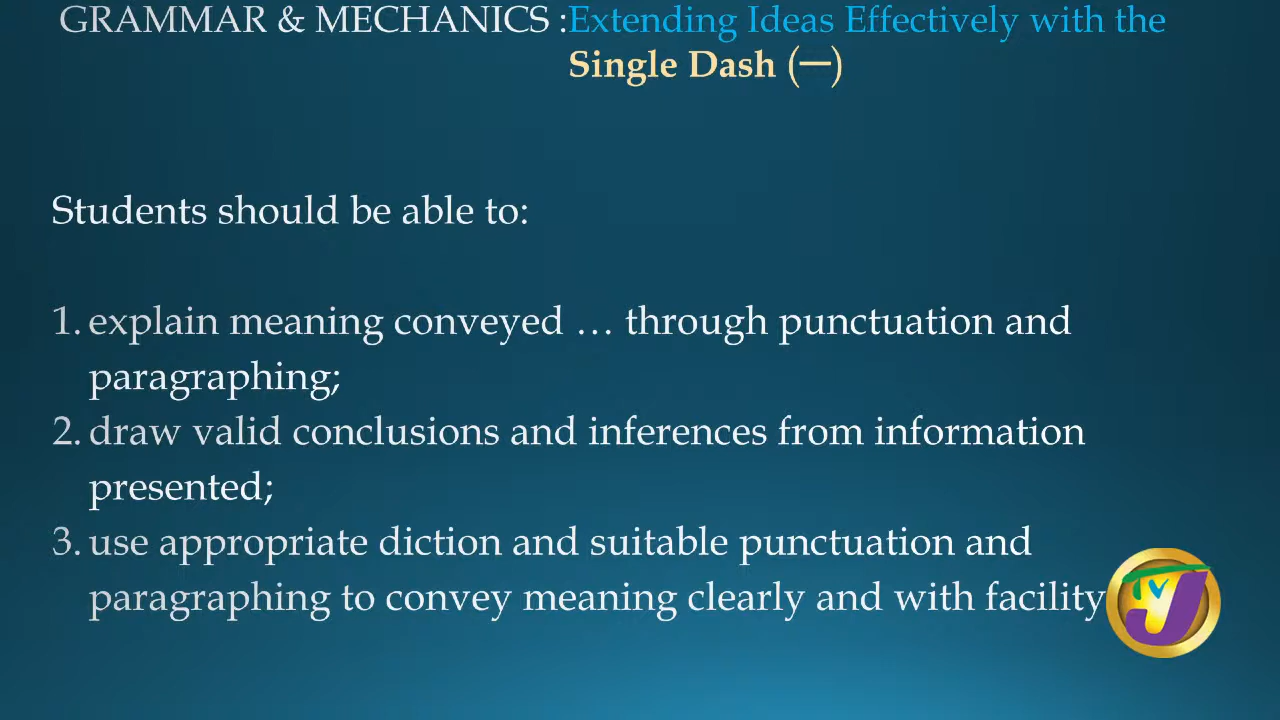 GRAMMAR & MECHANICS :Extending Ideas Effectively with the
Single Dash (—)
Students should be able to:
1. explain meaning conveyed … through punctuation and
paragraphing;
2. draw valid conclusions and inferences from information
presented;
3. use appropriate diction and suitable punctuation and
paragraphing to convey meaning clearly and with facility
TVJ